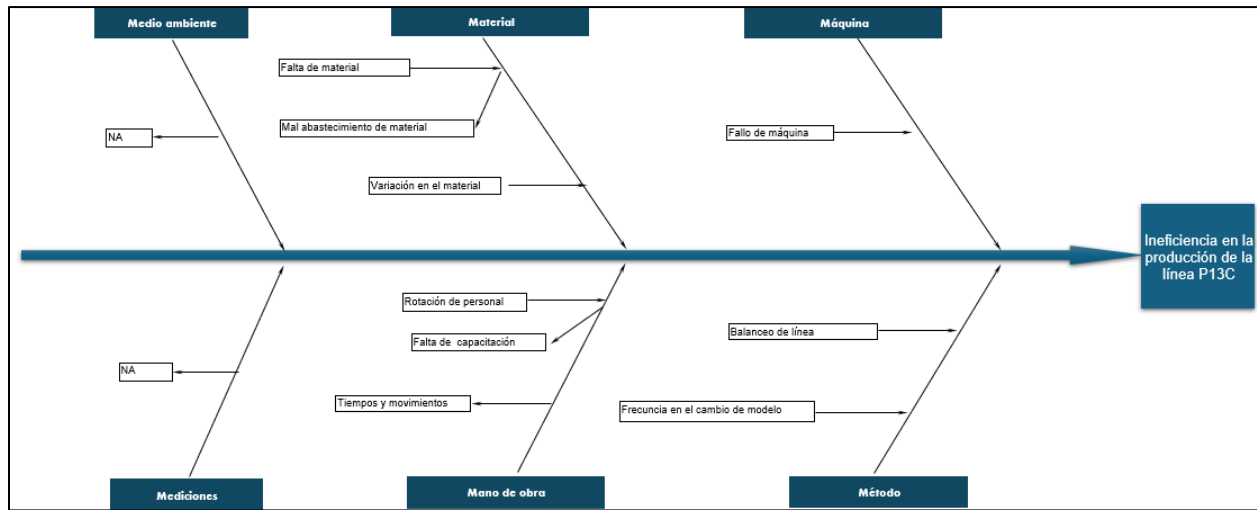 Medio ambiente
Material
Máquina
Falta de material
Mal abastecimiento de material
NA
Fallo de máquina
Variación en el material
Ineficiencia en la
producción de la
línea P13C
Rotación de personal
Falta de capacitación
Balanceo de línea
NA
Tiempos y movimientos
Frecuncia en el cambio de modelo
Mediciones
Mano de obra
Método